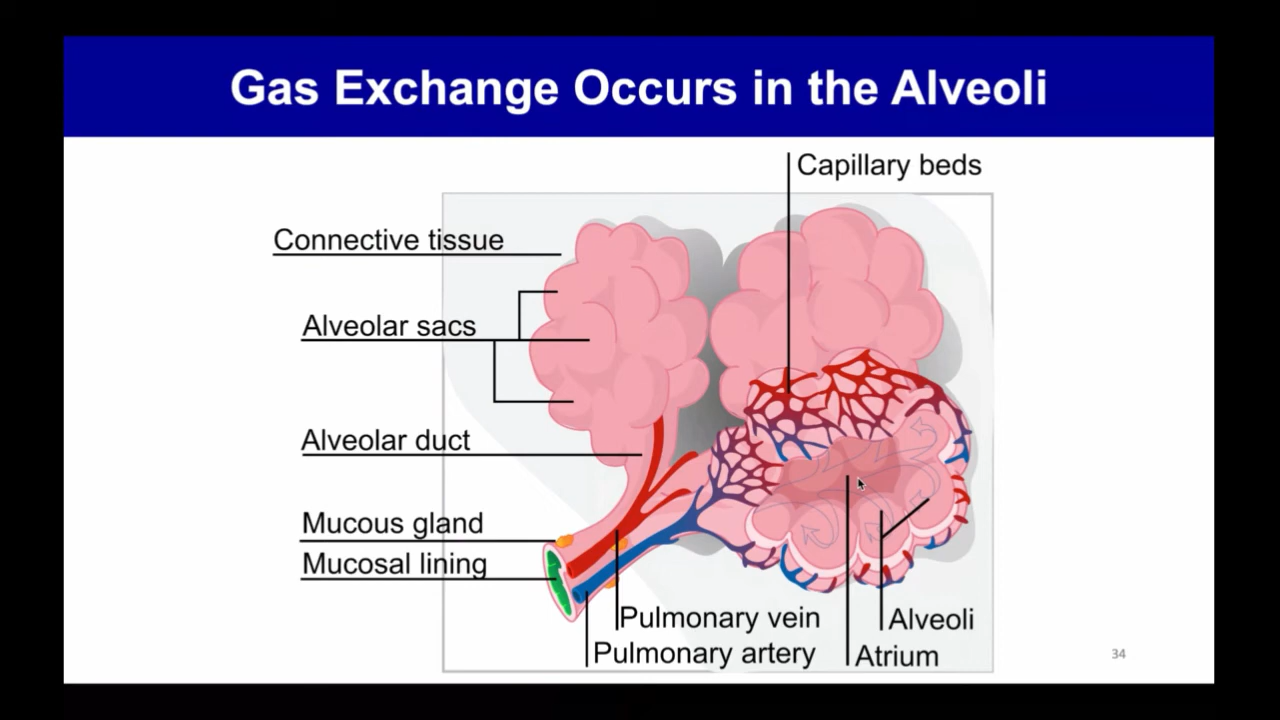 Gas Exchange Occurs in the Alveoli
Capillary beds
Connective tissue
Alveolar sacs
Alveolar duct
Mucous gland
Mucosal lining
Pulmonary vein
Alveoli
Pulmonary artery
Atrium
34